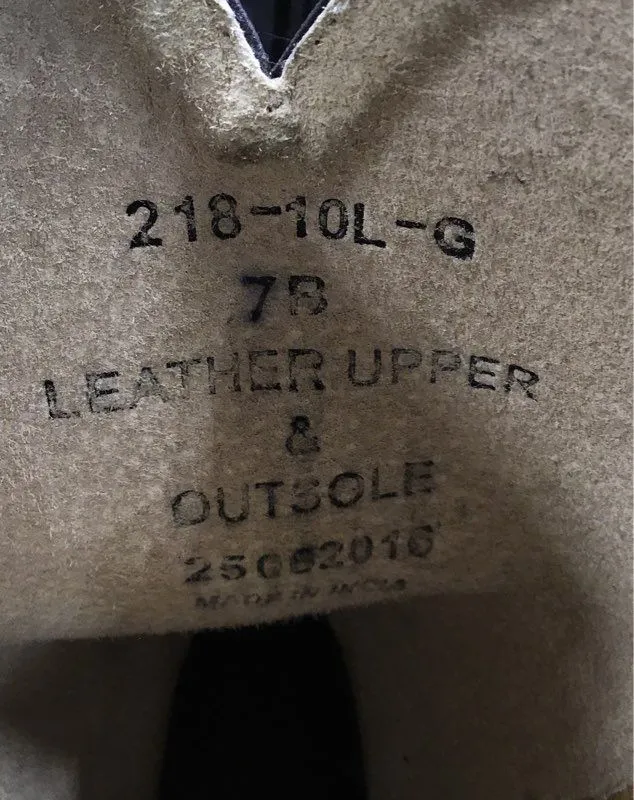 218-10L-G
7B
LEATHER UPPER
&
OUTSOLE
25082016
MADE IN INDIA